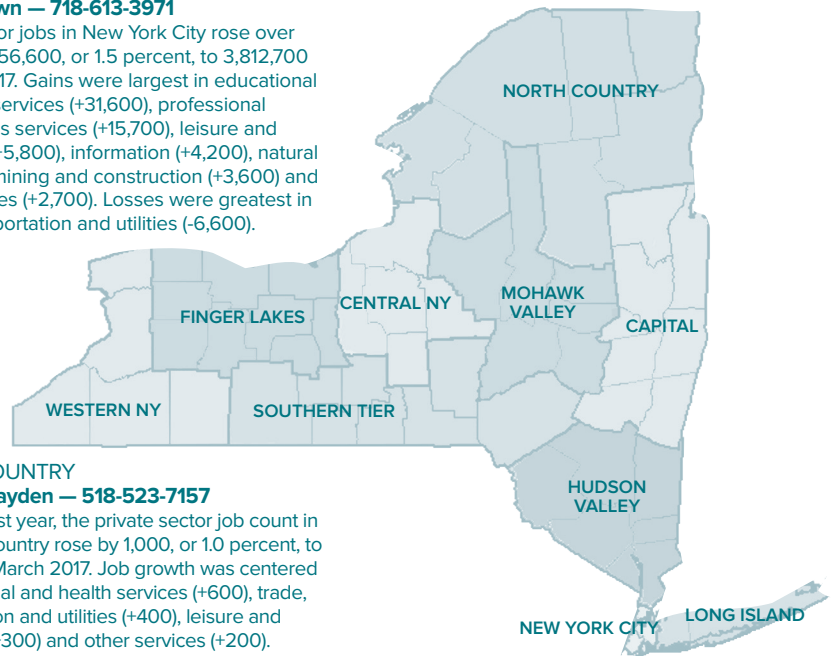 wn — 718-613-3971
or jobs in New York City rose over
56,600, or 1.5 percent, to 3,812,700
17. Gains were largest in educational
services (+31,600), professional
s services (+15,700), leisure and
+5,800), information (+4,200), natural
mining and construction (+3,600) and
es (+2,700). Losses were greatest in
portation and utilities (-6,600).
NORTH COUNTRY
FINGER LAKES
CENTRAL NY
MOHAWK
VALLEY
CAPITAL
WESTERN NY
SOUTHERN TIER
HUDSON
VALLEY
NEW YORK CITY
LONG ISLAND
OUNTRY
ayden — 518-523-7157
st year, the private sector job count in
ountry rose by 1,000, or 1.0 percent, to
March 2017. Job growth was centered
al and health services (+600), trade,
on and utilities (+400), leisure and
+300) and other services (+200).